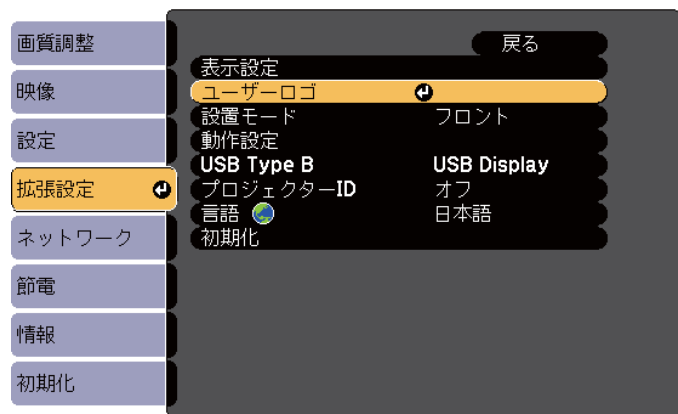 画質調整
映像
設定
拡張設定
ネットワーク
節電
情報
初期化
戻る
表示設定
ユーザーロゴ
設置モード フロント
動作設定
USB Type B USB Display
プロジェクターID オフ
言語 日本語
初期化